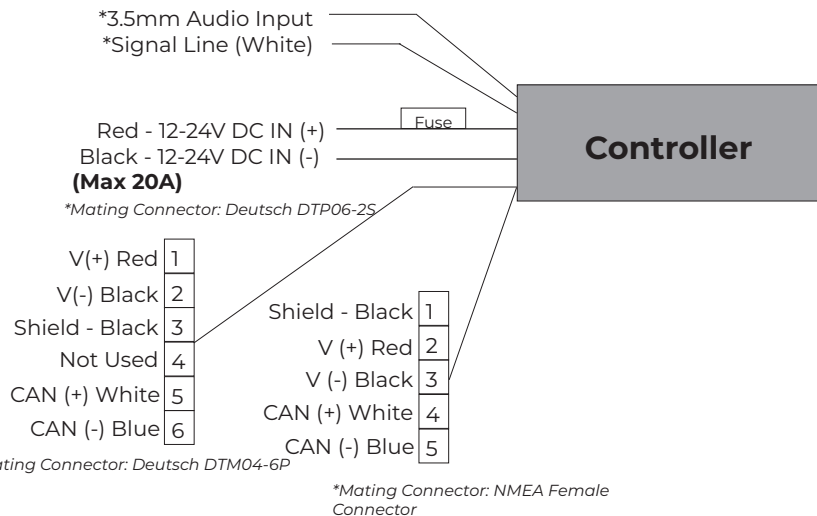 *3.5mm Audio Input
*Signal Line (White)
Fuse
Red - 12-24V DC IN (+)
Black - 12-24V DC IN (-)
(Max 20A)
*Mating Connector: Deutsch DTP06-2S
Controller
V(+) Red 1
V(-) Black 2
Shield - Black 3
Not Used 4
CAN (+) White 5
CAN (-) Blue 6
ating Connector: Deutsch DTM04-6P
Shield - Black 1
V (+) Red 2
V (-) Black 3
CAN (+) White 4
CAN (-) Blue 5
*Mating Connector: NMEA Female
Connector